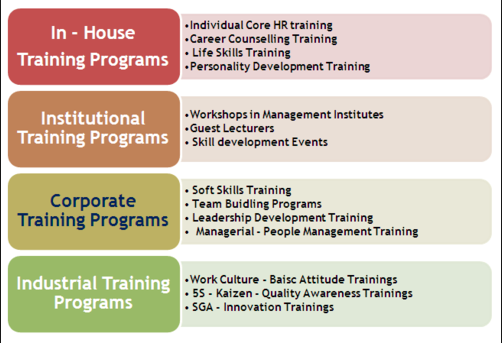 In - House
Training Programs
•Individual Core HR training
•Career Counselling Training
• Life Skills Training
•Personality Development Training
Institutional
Training Programs
•Workshops in Management Institutes
•Guest Lecturers
• Skill development Events
Corporate
Training Programs
• Soft Skills Training
• Team Buidling Programs
• Leadership Development Training
• Managerial - People Management Training
Industrial Training
Programs
•Work Culture - Baisc Attitude Trainings
• 5S - Kaizen - Quality Awareness Trainings
• SGA - Innovation Trainings